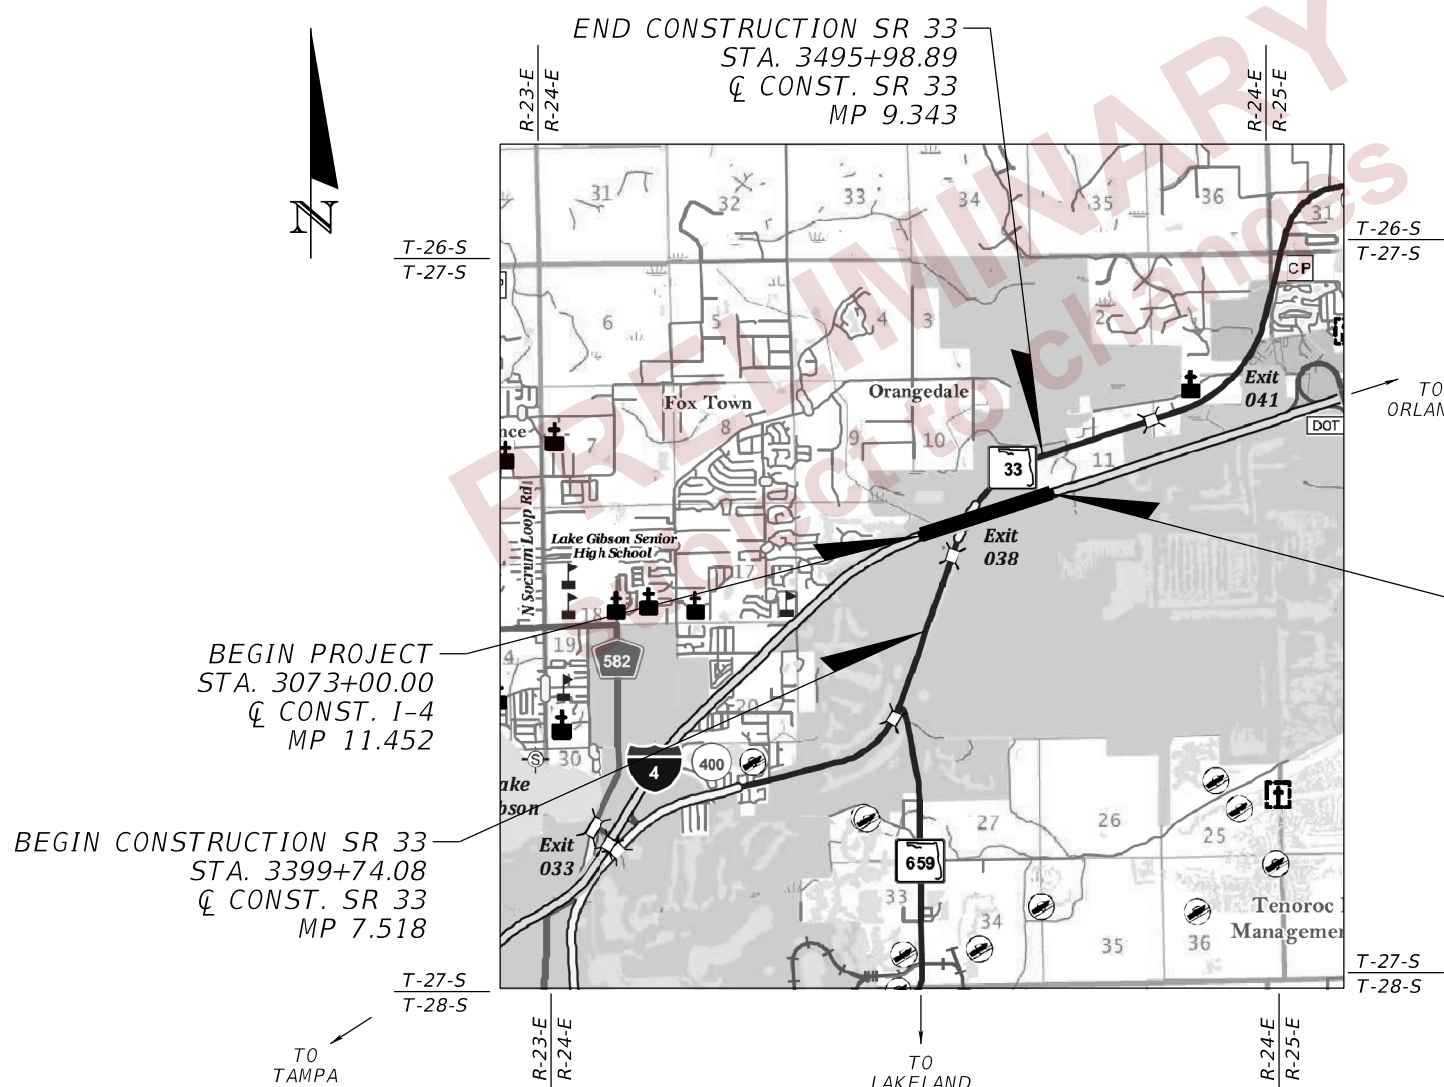 END CONSTRUCTION SR 33
STA. 3495+98.89
℄ CONST. SR 33
MP 9.343
R-23-E
R-24-E
R-24-E
R-25-E
PRELIMINARY
subject to changes
N
T-26-S
T-27-S
T-26-S
T-27-S
31
32
33
34
35
36
31
CP
6
5
4
3
2
Exit
041
TO
DOT
Fox Town
Orangedale
7
8
9
10
11
33
N Socrum Loop Rd
Lake Gibson Senior
High School
Exit
038
17
18
19
582
20
BEGIN PROJECT
STA. 3073+00.00
℄ CONST. I-4
MP 11.452
30
S
4
400
BEGIN CONSTRUCTION SR 33
STA. 3399+74.08
℄ CONST. SR 33
MP 7.518
Exit
033
27
26
25
659
33
34
35
36
Tenoroc
T-27-S
T-28-S
T-27-S
T-28-S
R-23-E
R-24-E
R-24-E
R-25-E
TO
TAMPA
TO
LAKELAND